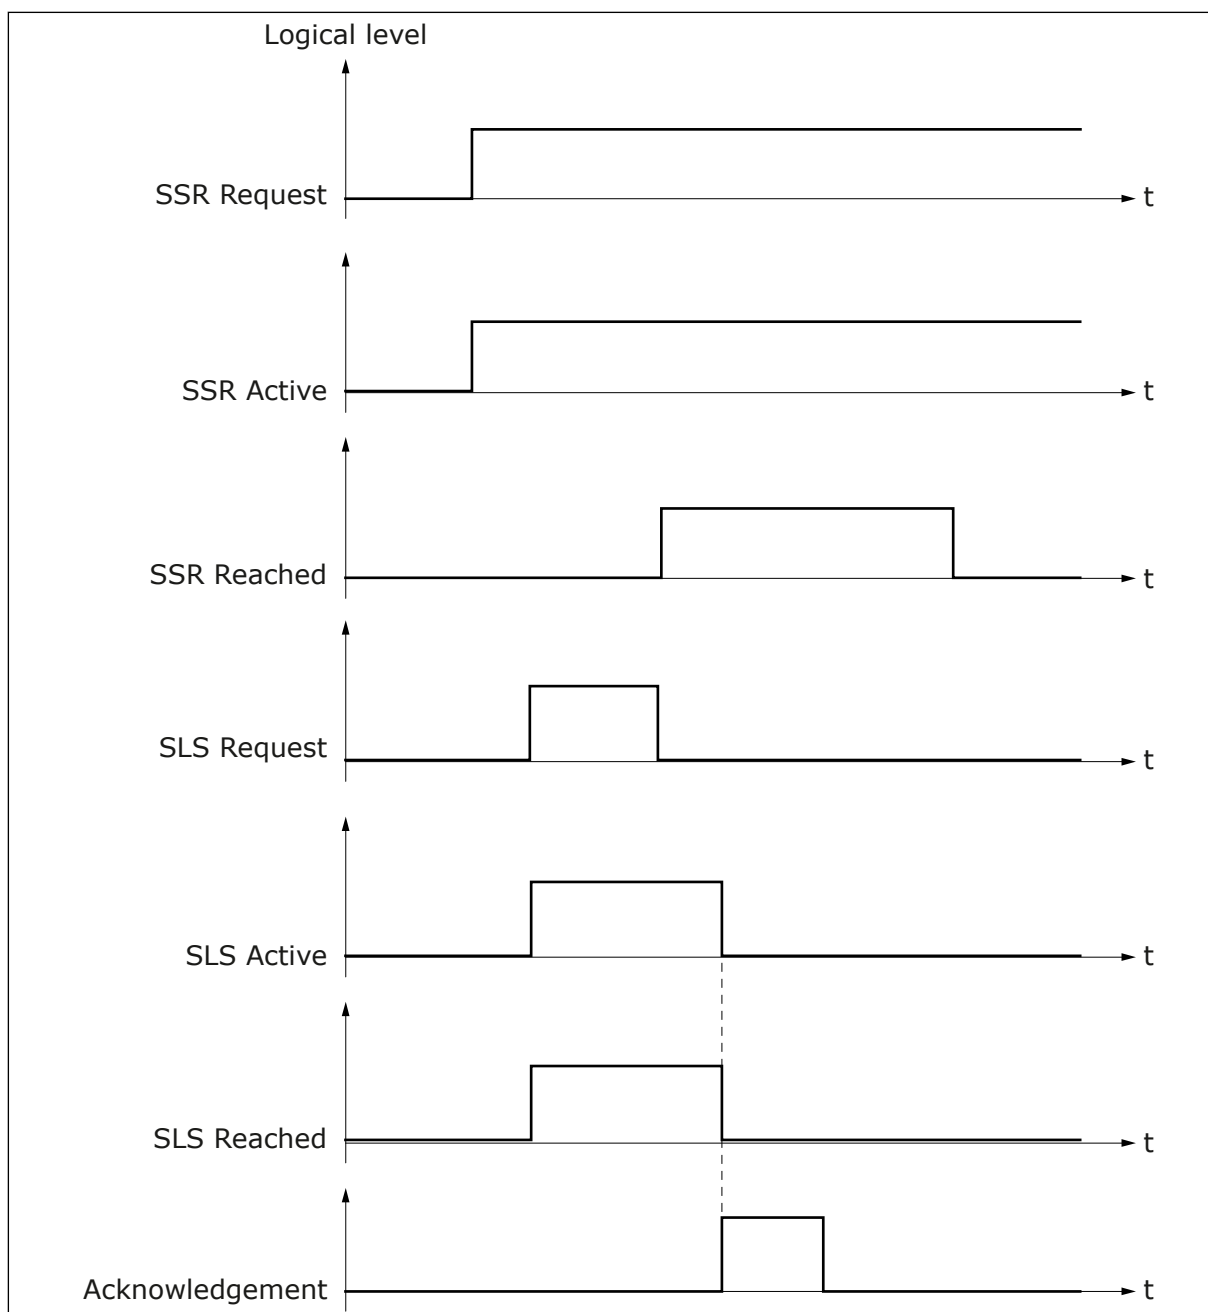 Logical level
SSR Request
t
SSR Active
t
SSR Reached
t
SLS Request
t
SLS Active
t
SLS Reached
t
Acknowledgement
t